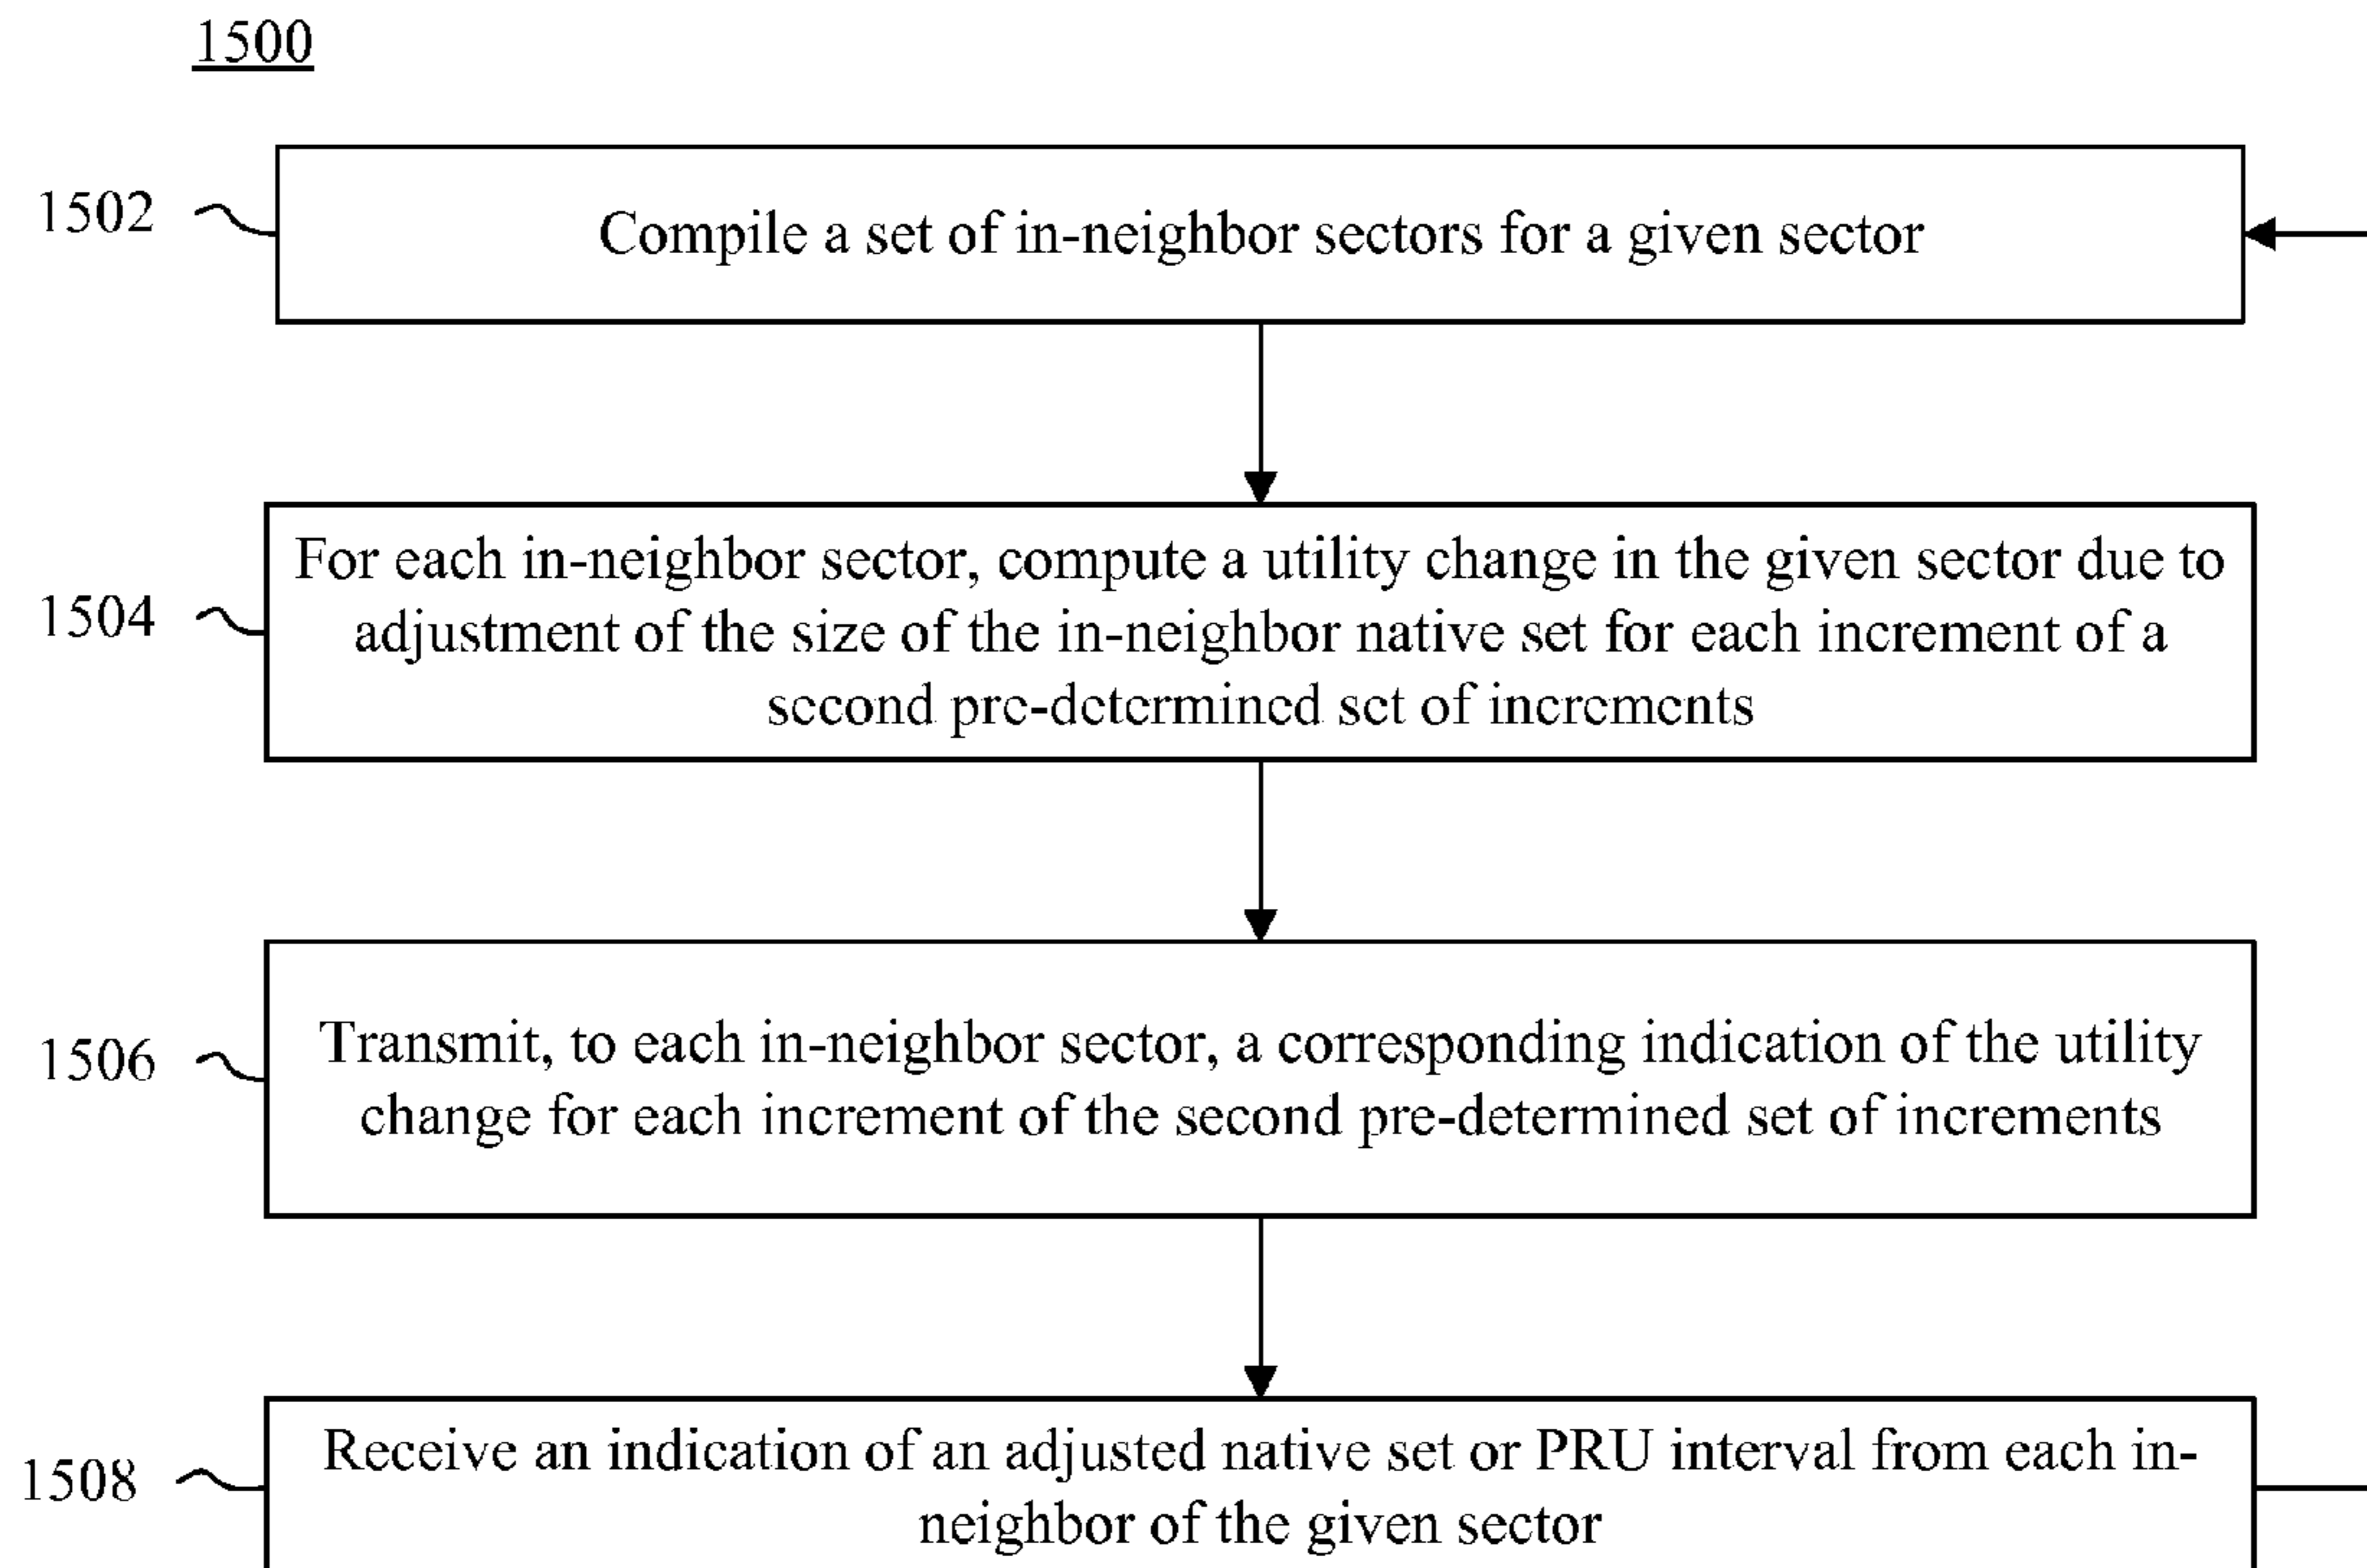 1500
1502
Compile a set of in-neighbor sectors for a given sector
1504
For each in-neighbor sector, compute a utility change in the given sector due to
adjustment of the size of the in-neighbor native set for each increment of a
second pre-determined set of increments
1506
Transmit, to each in-neighbor sector, a corresponding indication of the utility
change for each increment of the second pre-determined set of increments
1508
Receive an indication of an adjusted native set or PRU interval from each in-
neighbor of the given sector